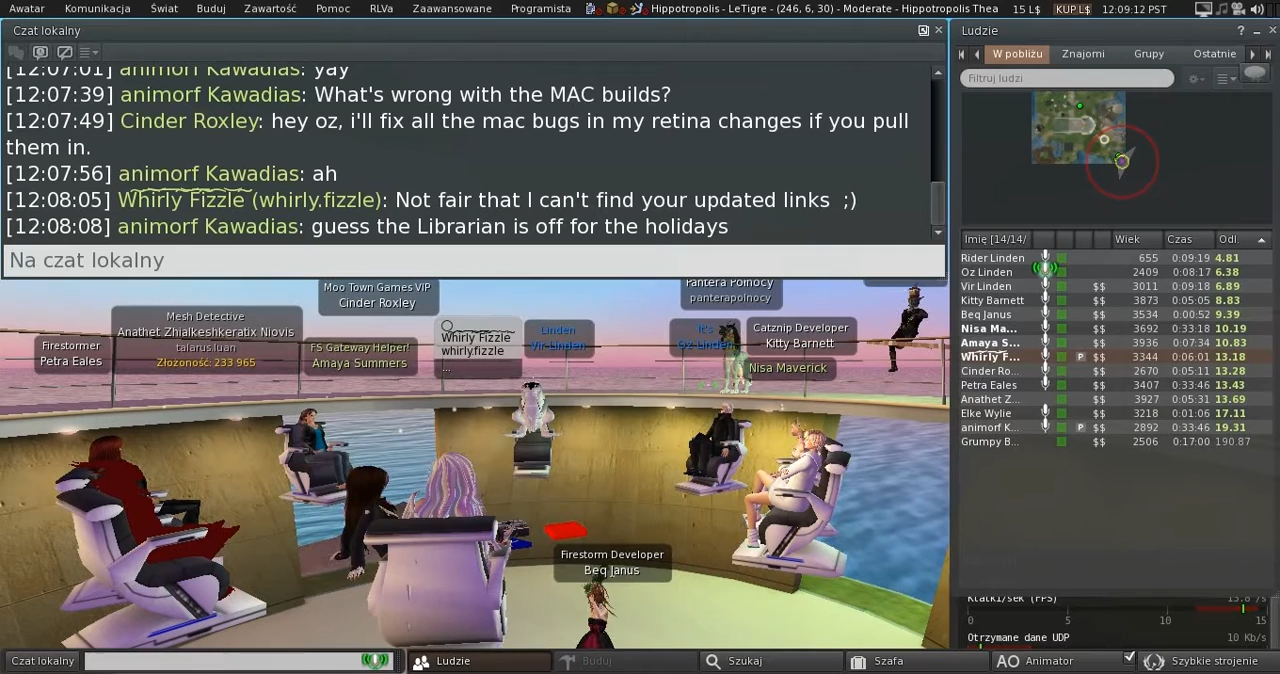 Awatar Komunikacja Świat Buduj Zawartość Pomoc RLVa Zaawansowane Programista Hippotropolis - LeTigre - (246, 6, 30) - Moderate - Hippotropolis Thea 15 L$ KUP L$ 12:09:12 PST
Czat lokalny
[12:07:01] animorf Kawadias: yay
[12:07:39] animorf Kawadias: What's wrong with the MAC builds?
[12:07:49] Cinder Roxley: hey oz, i'll fix all the mac bugs in my retina changes if you pull
them in.
[12:07:56] animorf Kawadias: ah
[12:08:05] Whirly Fizzle (whirly.fizzle): Not fair that I can't find your updated links ;)
[12:08:08] animorf Kawadias: guess the Librarian is off for the holidays
Na czat lokalny
Moo Town Games VIP
Cinder Roxley
Pantera Północy
panterapolnocy
Mesh Detective
Anathet Zhialkeshkeratix Niovis
talarus.luan
Złożoność: 233 965
Firestormer
Petra Eales
FS Gateway Helper!
Amaya Summers
Whirly Fizzle
whirly.fizzle
...
Linden
Vir Linden
It's
Oz Linden
Catznip Developer
Kitty Barnett
Nisa Maverick
Firestorm Developer
Beq Janus
Ludzie
W pobliżu Znajomi Grupy Ostatnie
Filtruj ludzi
Imię [14/14/ Wiek Czas Odl.
Rider Linden 655 0:09:19 4.81
Oz Linden 2409 0:08:17 6.38
Vir Linden $$ 3011 0:09:18 6.89
Kitty Barnett $$ 3873 0:05:05 8.83
Beq Janus $$ 3534 0:00:52 9.39
Nisa Ma... $$ 3692 0:33:18 10.19
Amaya S... $$ 3936 0:07:34 10.83
Whirly F... P $$ 3344 0:06:01 13.18
Cinder Ro... $$ 2670 0:05:11 13.28
Petra Eales $$ 3407 0:33:46 13.43
Anathet Z... $$ 3927 0:05:31 13.69
Elke Wylie $$ 3218 0:01:06 17.11
animorf K... P $$ 2892 0:33:46 19.31
Grumpy B... $$ 2506 0:17:00 190.87
Klatki/sek (FPS) 13.8 /s
0 5 10 15
Otrzymane dane UDP 10 Kb/s
Czat lokalny Ludzie Buduj Szukaj Szafa AO Animator Szybkie strojenie